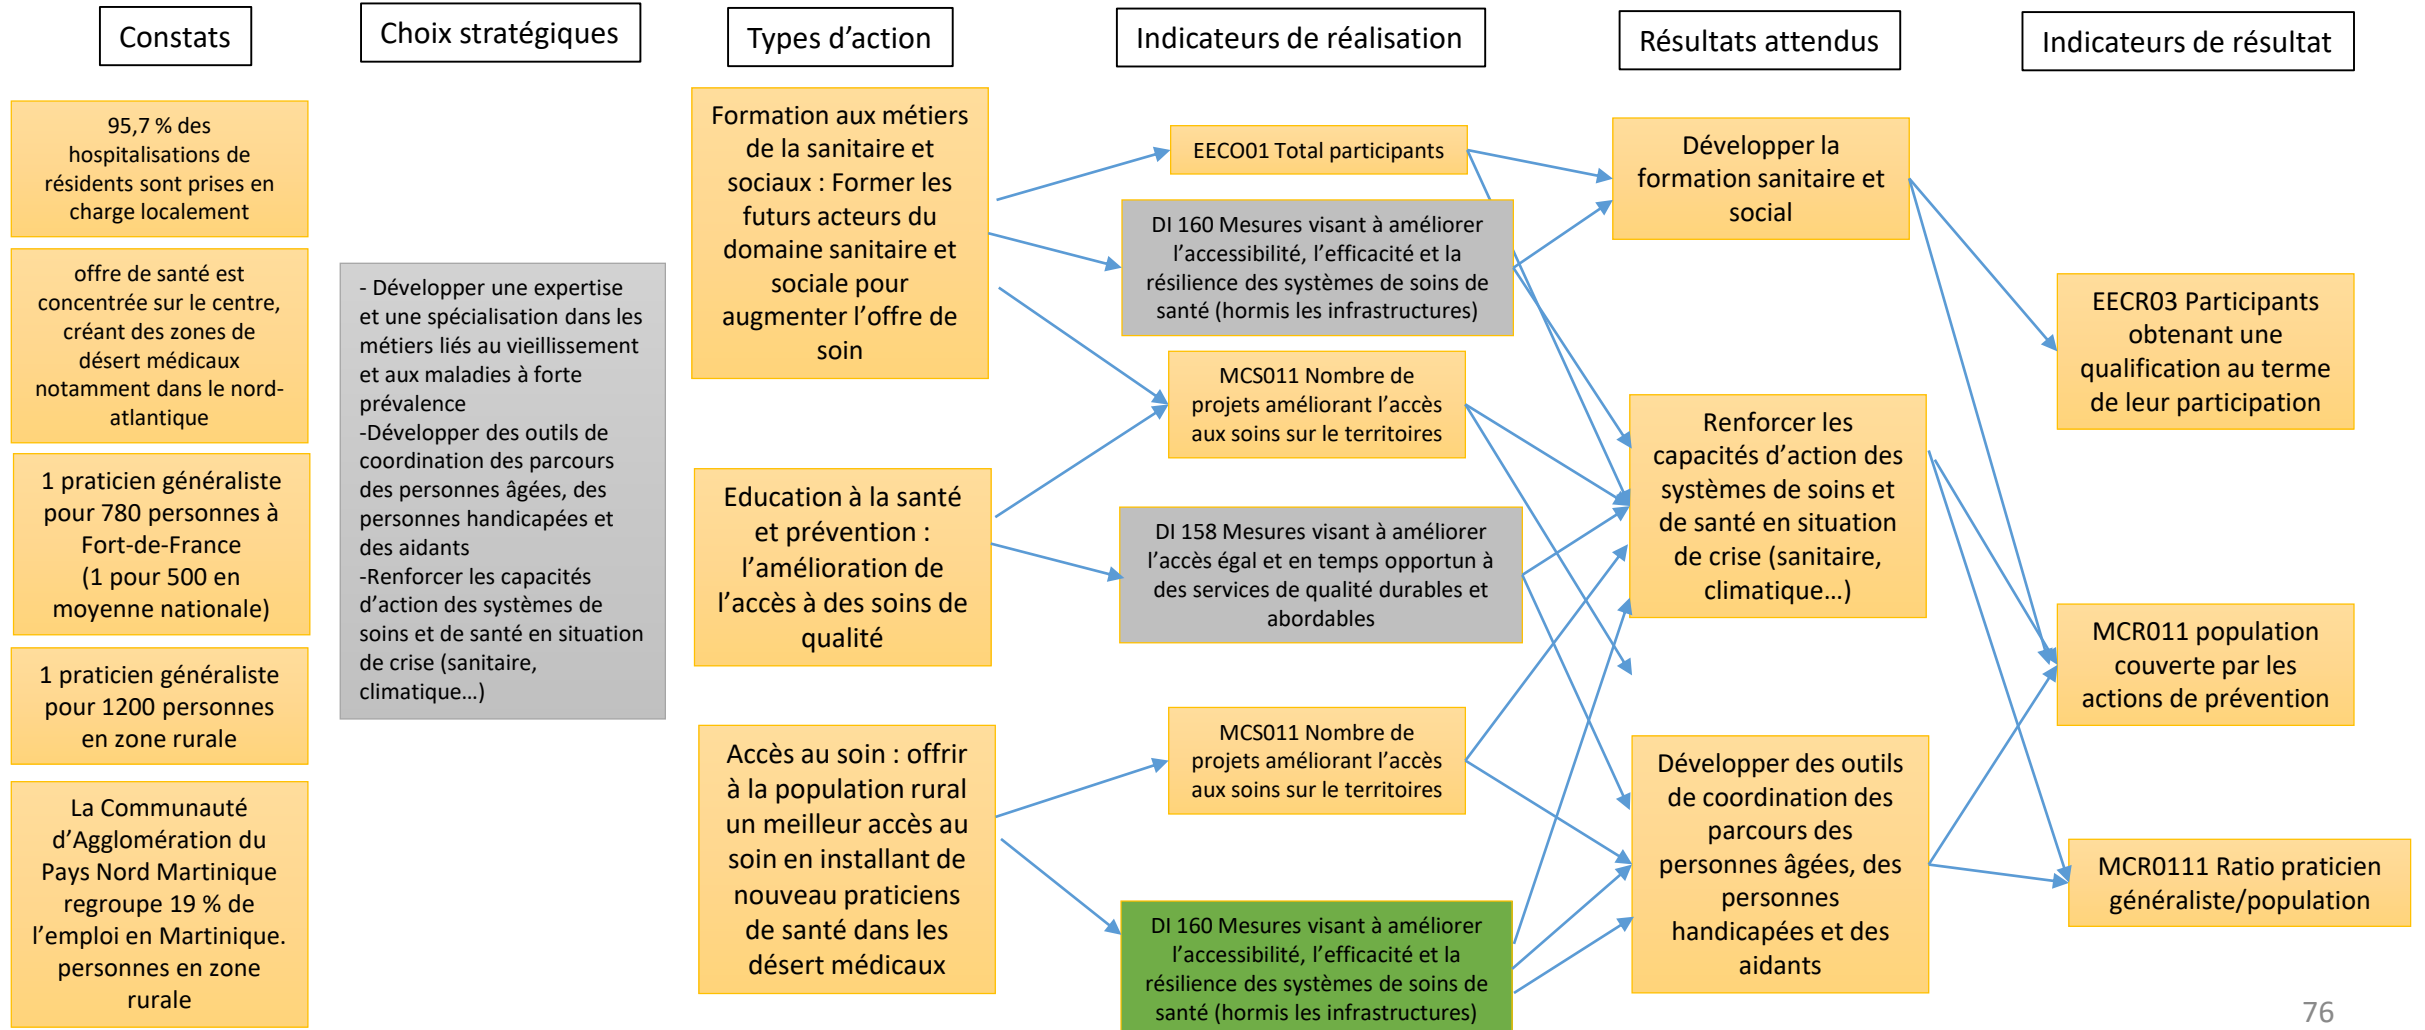 Constats
Choix stratégiques
Types d’action
Indicateurs de réalisation
Résultats attendus
Indicateurs de résultat
95,7 % des
hospitalisations de
résidents sont prises en
charge localement
offre de santé est
concentrée sur le centre,
créant des zones de
désert médicaux
notamment dans le nord-
atlantique
1 praticien généraliste
pour 780 personnes à
Fort-de-France
(1 pour 500 en
moyenne nationale)
1 praticien généraliste
pour 1200 personnes
en zone rurale
La Communauté
d’Agglomération du
Pays Nord Martinique
regroupe 19 % de
l’emploi en Martinique.
personnes en zone
rurale
- Développer une expertise
et une spécialisation dans les
métiers liés au vieillissement
et aux maladies à forte
prévalence
-Développer des outils de
coordination des parcours
des personnes âgées, des
personnes handicapées et
des aidants
-Renforcer les capacités
d’action des systèmes de
soins et de santé en situation
de crise (sanitaire,
climatique…)
Formation aux métiers
de la sanitaire et
sociaux : Former les
futurs acteurs du
domaine sanitaire et
sociale pour
augmenter l’offre de
soin
Education à la santé
et prévention :
l’amélioration de
l’accès à des soins de
qualité
Accès au soin : offrir
à la population rural
un meilleur accès au
soin en installant de
nouveau praticiens
de santé dans les
désert médicaux
EECO01 Total participants
DI 160 Mesures visant à améliorer
l’accessibilité, l’efficacité et la
résilience des systèmes de soins de
santé (hormis les infrastructures)
MCS011 Nombre de
projets améliorant l’accès
aux soins sur le territoires
DI 158 Mesures visant à améliorer
l’accès égal et en temps opportun à
des services de qualité durables et
abordables
MCS011 Nombre de
projets améliorant l’accès
aux soins sur le territoires
DI 160 Mesures visant à améliorer
l’accessibilité, l’efficacité et la
résilience des systèmes de soins de
santé (hormis les infrastructures)
Développer la
formation sanitaire et
social
Renforcer les
capacités d’action des
systèmes de soins et
de santé en situation
de crise (sanitaire,
climatique…)
Développer des outils
de coordination des
parcours des
personnes âgées, des
personnes
handicapées et des
aidants
EECR03 Participants
obtenant une
qualification au terme
de leur participation
MCR011 population
couverte par les
actions de prévention
MCR0111 Ratio praticien
généraliste/population
76